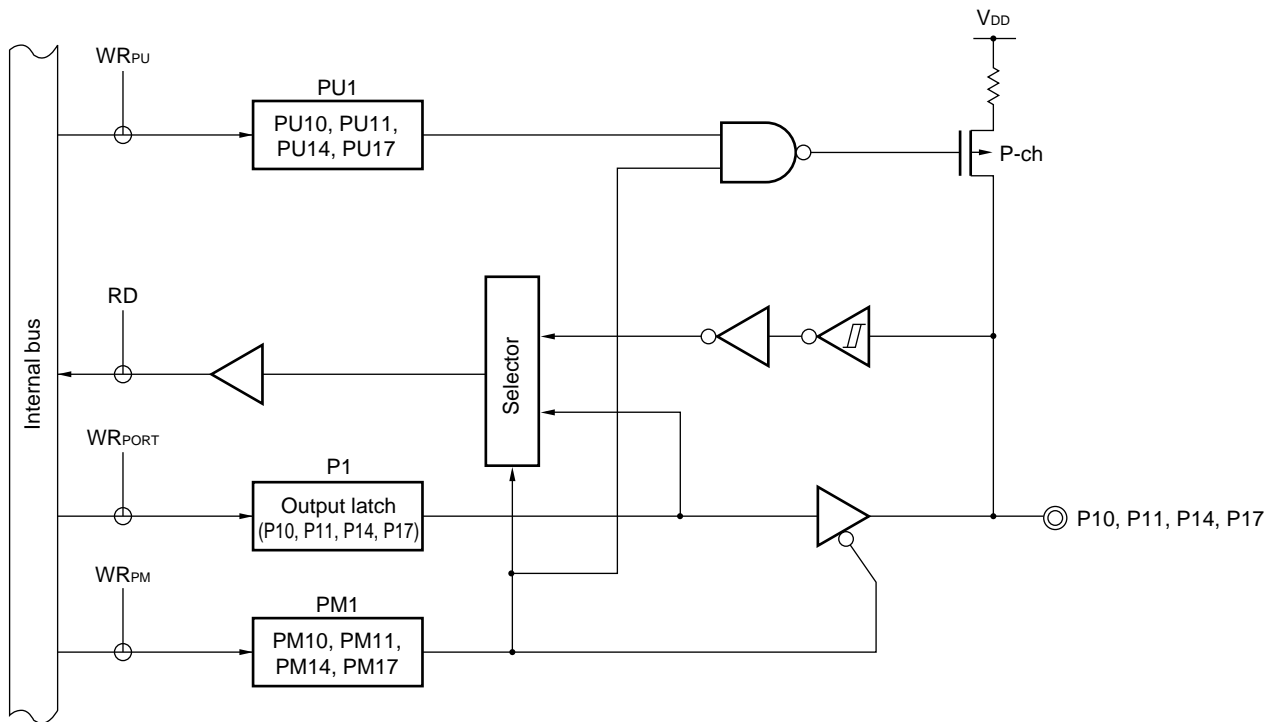 VDD
WRPU
PU1
PU10, PU11,
PU14, PU17
P-ch
RD
Internal bus
Selector
WRPORT
P1
Output latch
(P10, P11, P14, P17)
P10, P11, P14, P17
WRPM
PM1
PM10, PM11,
PM14, PM17